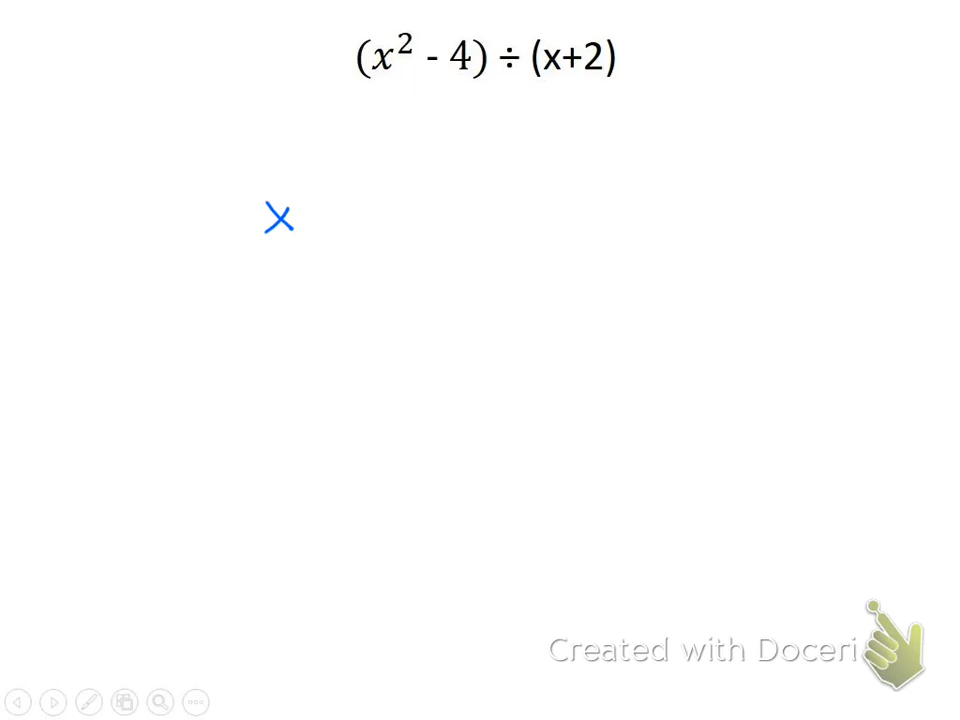 (x² - 4) ÷ (x+2)
x
Created with Doceri